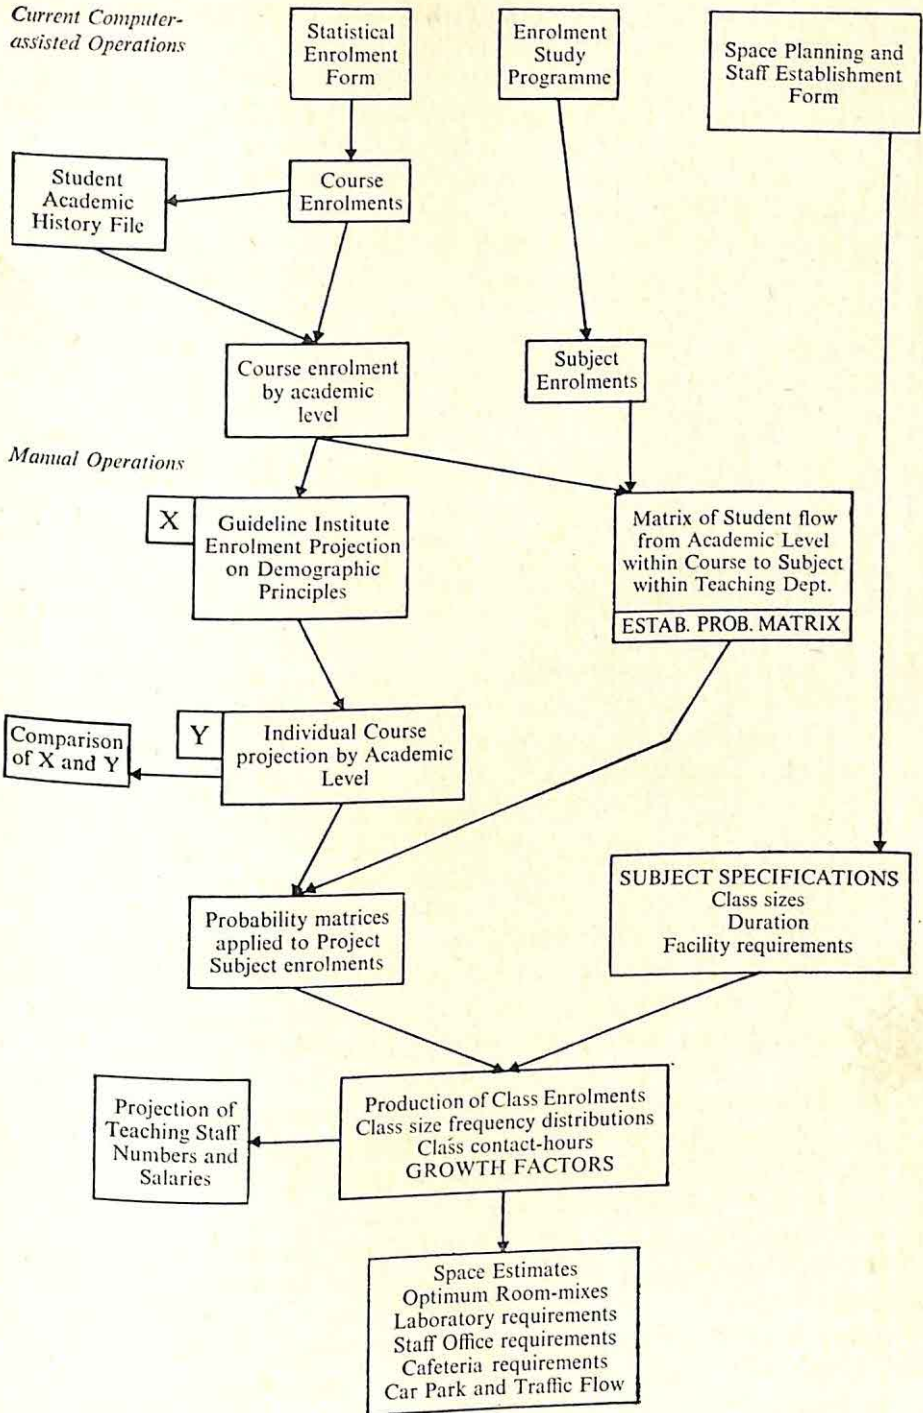 Current Computer-
assisted Operations
Statistical
Enrolment
Form
Enrolment
Study
Programme
Space Planning and
Staff Establishment
Form
Student
Academic
History File
Course
Enrolments
Course enrolment
by academic
level
Subject
Enrolments
Manual Operations
X
Guideline Institute
Enrolment Projection
on Demographic
Principles
Matrix of Student flow
from Academic Level
within Course to Subject
within Teaching Dept.
ESTAB. PROB. MATRIX
Comparison
of X and Y
Y
Individual Course
projection by Academic
Level
Probability matrices
applied to Project
Subject enrolments
SUBJECT SPECIFICATIONS
Class sizes
Duration
Facility requirements
Projection of
Teaching Staff
Numbers and
Salaries
Production of Class Enrolments
Class size frequency distributions
Class contact-hours
GROWTH FACTORS
Space Estimates
Optimum Room-mixes
Laboratory requirements
Staff Office requirements
Cafeteria requirements
Car Park and Traffic Flow